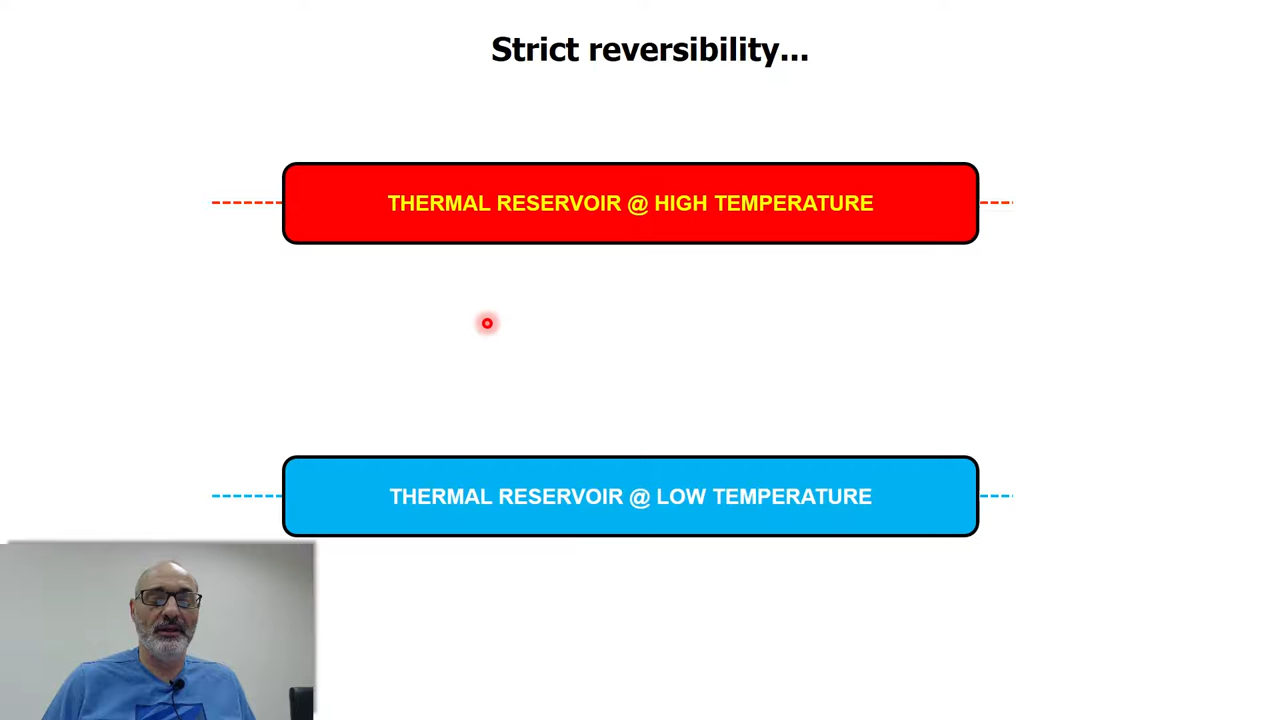 Strict reversibility...
THERMAL RESERVOIR @ HIGH TEMPERATURE
THERMAL RESERVOIR @ LOW TEMPERATURE